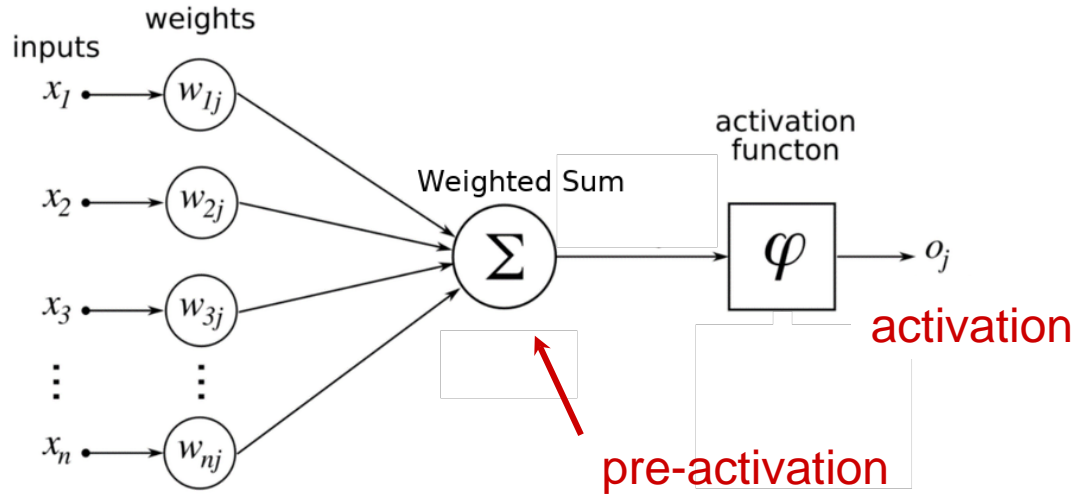 weights
inputs
x1
w1j
activation
functon
x2
w2j
Weighted Sum
Σ
φ
oj
x3
w3j
activation
⋮
⋮
xn
wnj
pre-activation